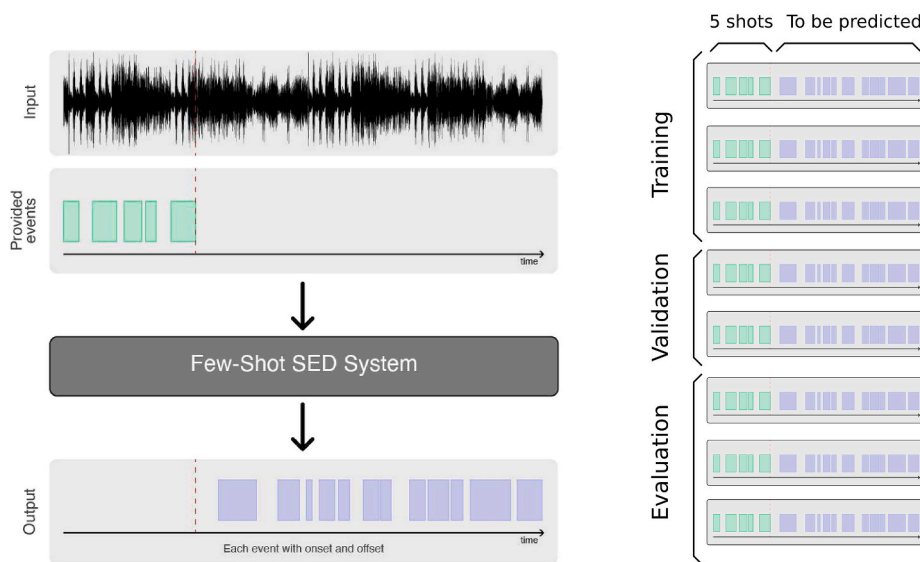 5 shots To be predicted
Input
Provided
events
time
Few-Shot SED System
Output
time
Each event with onset and offset
Training
Validation
Evaluation